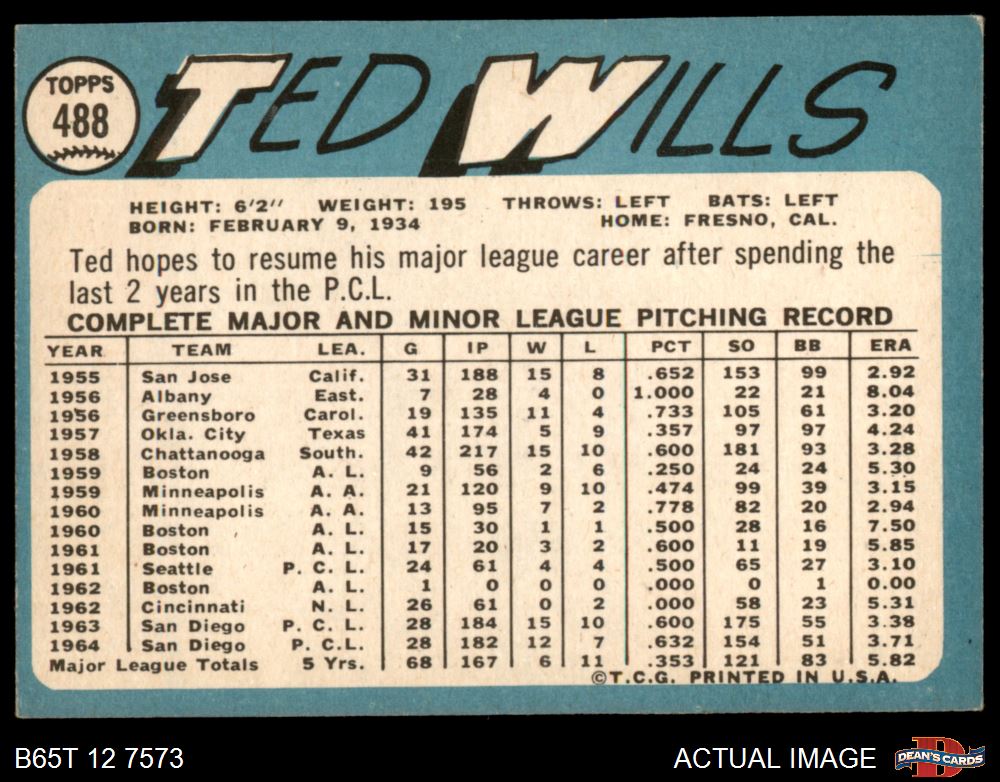 TOPPS
488
TED WILLS
HEIGHT: 6'2" WEIGHT: 195 THROWS: LEFT BATS: LEFT
BORN: FEBRUARY 9, 1934 HOME: FRESNO, CAL.
Ted hopes to resume his major league career after spending the
last 2 years in the P.C.L.
COMPLETE MAJOR AND MINOR LEAGUE PITCHING RECORD
YEAR TEAM LEA. G IP W L PCT SO BB ERA
1955 San Jose Calif. 31 188 15 8 .652 153 99 2.92
1956 Albany East. 7 28 4 0 1.000 22 21 8.04
1956 Greensboro Carol. 19 135 11 4 .733 105 61 3.20
1957 Okla. City Texas 41 174 5 9 .357 97 97 4.24
1958 Chattanooga South. 42 217 15 10 .600 181 93 3.28
1959 Boston A. L. 9 56 2 6 .250 24 24 5.30
1959 Minneapolis A. A. 21 120 9 10 .474 99 39 3.15
1960 Minneapolis A. A. 13 95 7 2 .778 82 20 2.94
1960 Boston A. L. 15 30 1 1 .500 28 16 7.50
1961 Boston A. L. 17 20 3 2 .600 11 19 5.85
1961 Seattle P. C. L. 24 61 4 4 .500 65 27 3.10
1962 Boston A. L. 1 0 0 0 .000 0 1 0.00
1962 Cincinnati N. L. 26 61 0 2 .000 58 23 5.31
1963 San Diego P. C. L. 28 184 15 10 .600 175 55 3.38
1964 San Diego P. C.L. 28 182 12 7 .632 154 51 3.71
Major League Totals 5 Yrs. 68 167 6 11 .353 121 83 5.82
©T.C.G. PRINTED IN U.S.A.
B65T 12 7573 ACTUAL IMAGE DEAN'S CARDS